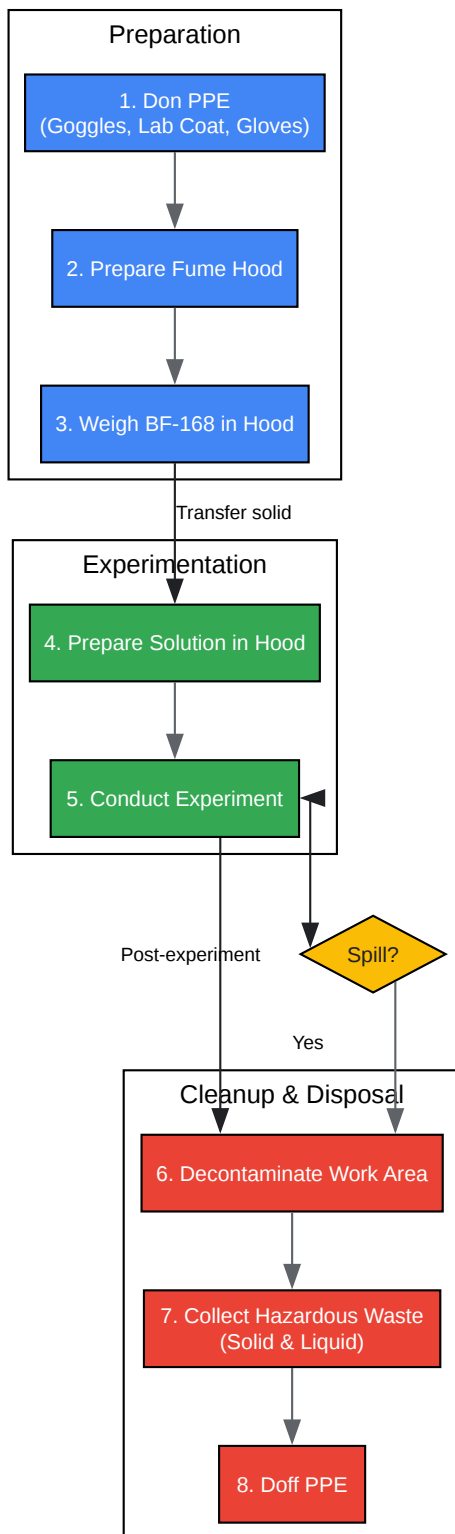 Preparation
1. Don PPE
(Goggles, Lab Coat, Gloves)
2. Prepare Fume Hood
3. Weigh BF-168 in Hood
Transfer solid
Experimentation
4. Prepare Solution in Hood
5. Conduct Experiment
Post-experiment
Spill?
Yes
Cleanup & Disposal
6. Decontaminate Work Area
7. Collect Hazardous Waste
(Solid & Liquid)
8. Doff PPE